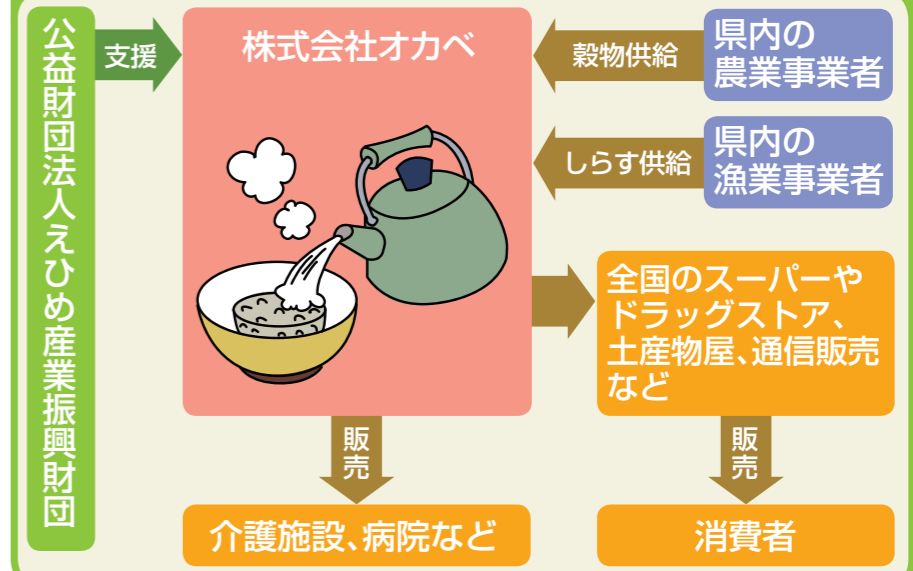 公益財団法人えひめ産業振興財団
支援
株式会社オカベ
穀物供給
県内の
農業事業者
しらす供給
県内の
漁業事業者
全国のスーパーや
ドラッグストア、
土産物屋、通信販売
など
販売
販売
介護施設、病院など
消費者